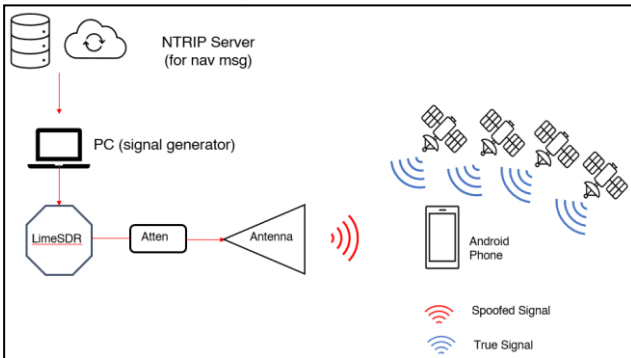 NTRIP Server
(for nav msg)
PC (signal generator)
LimeSDR
Atten
Antenna
Android
Phone
Spoofed Signal
True Signal